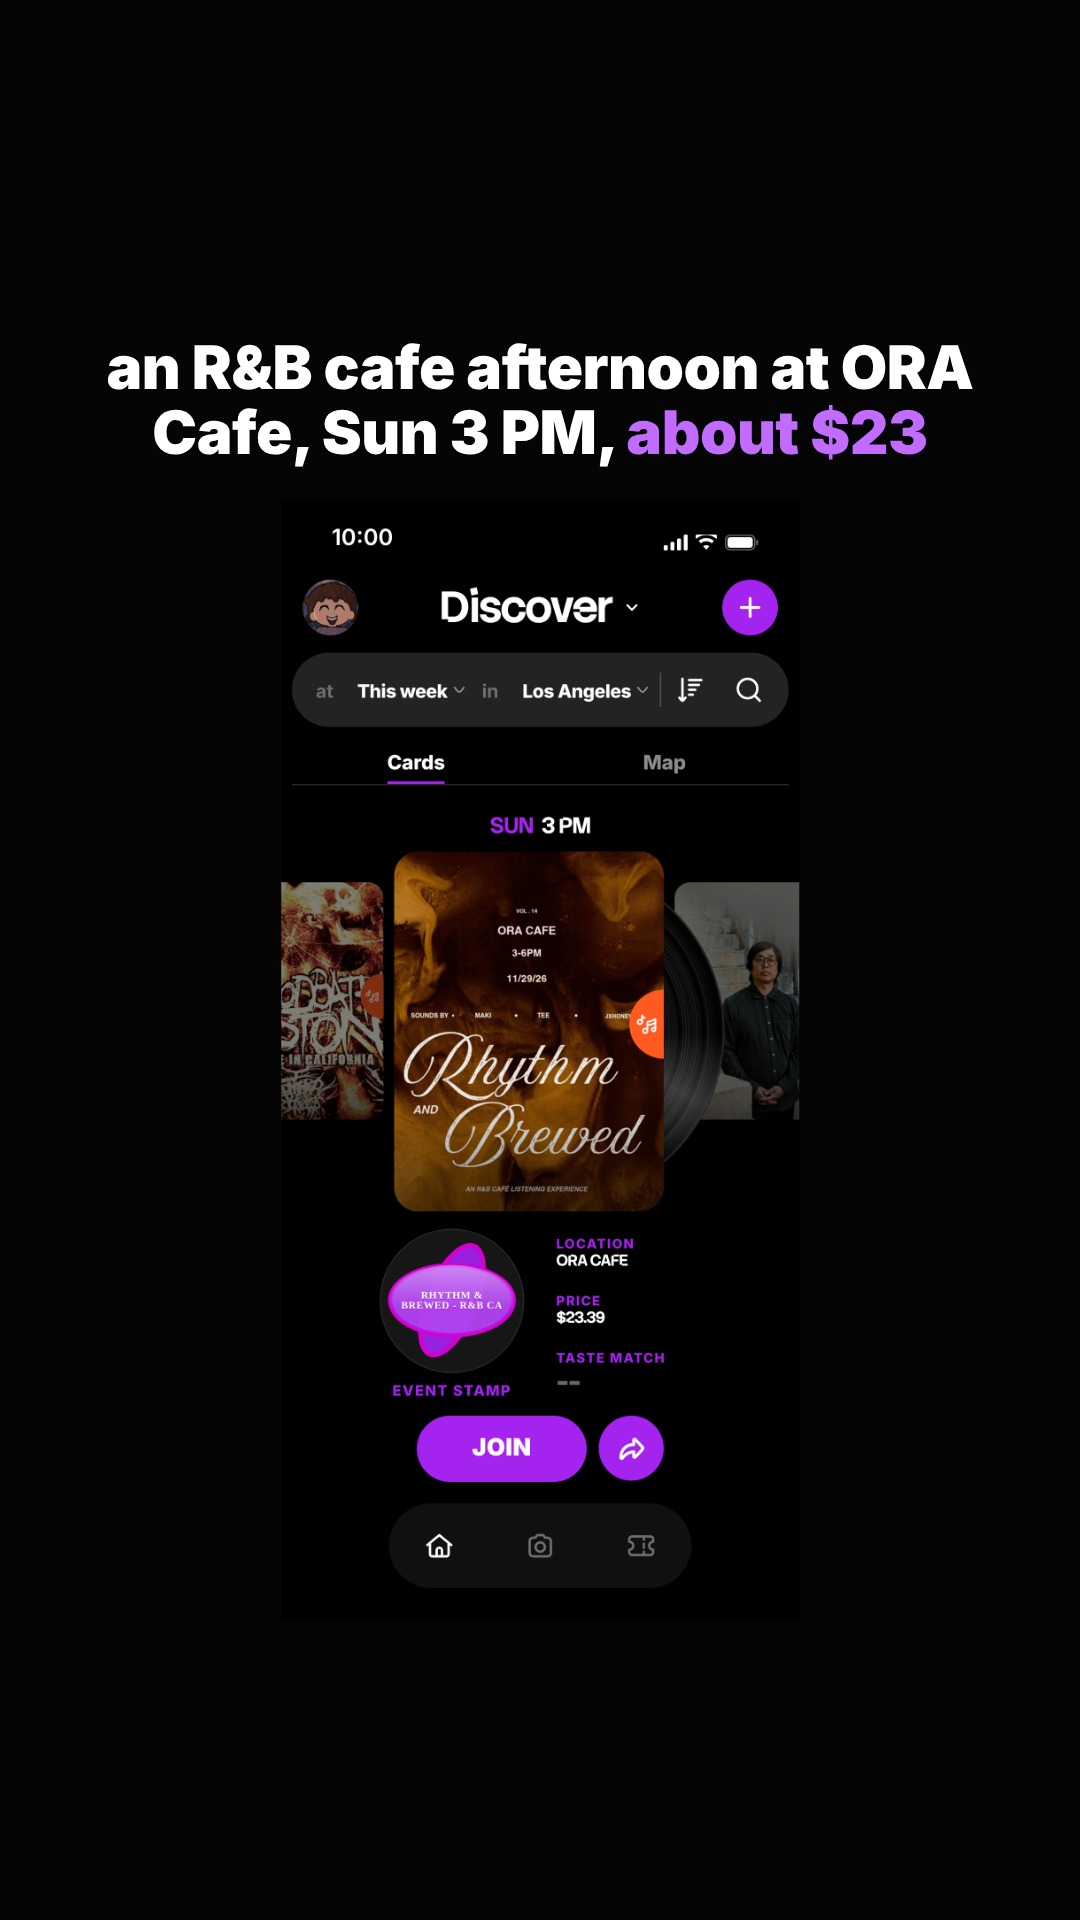 an R&B cafe afternoon at ORA
Cafe, Sun 3 PM, about $23
10:00
Discover
at This week in Los Angeles
Cards Map
SUN 3 PM
VOL. 14
ORA CAFE
3-6PM
11/29/26
SOUNDS BY • MAKI • TEE •
Rhythm
AND
Brewed
AN R&B CAFÉ LISTENING EXPERIENCE
IN CALIFORNIA
RHYTHM &
BREWED - R&B CA
EVENT STAMP
LOCATION
ORA CAFE
PRICE
$23.39
TASTE MATCH
--
JOIN